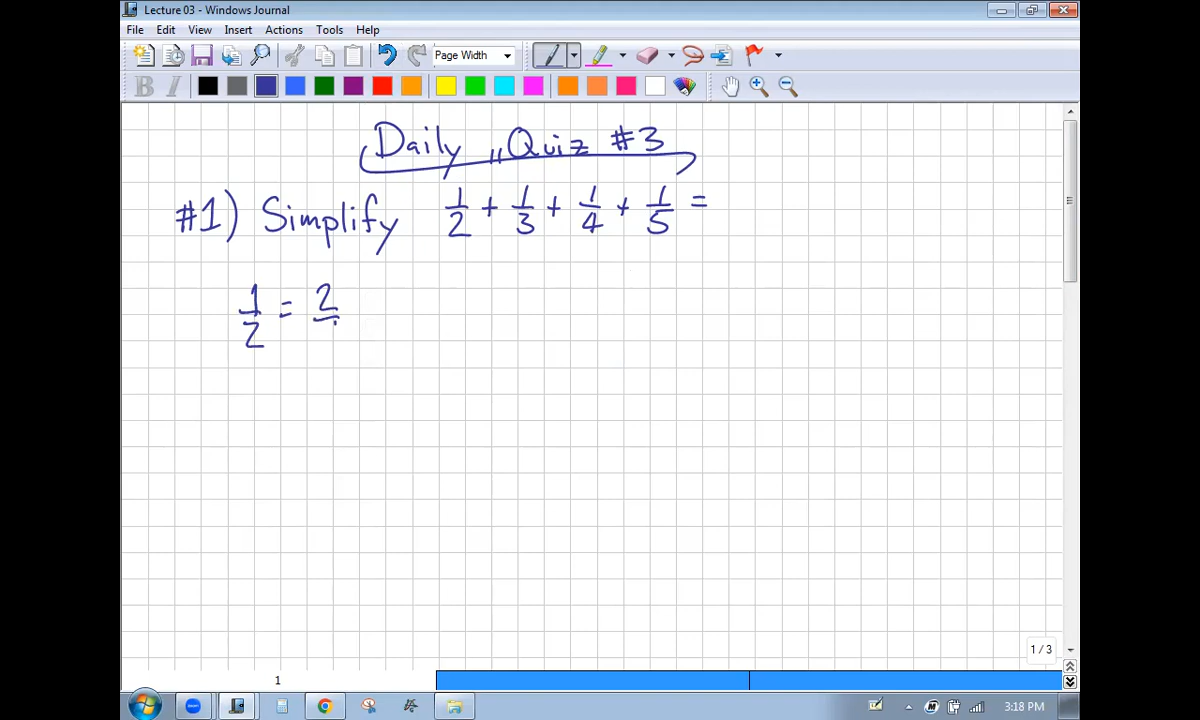 Lecture 03 - Windows Journal
File Edit View Insert Actions Tools Help
Page Width
B I
Daily Quiz #3
#1) Simplify 1/2 + 1/3 + 1/4 + 1/5 =
1/2 = 2/
1 / 3
1
3:18 PM